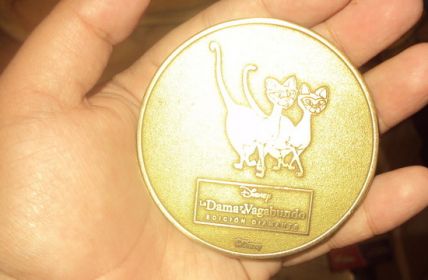 Disney
La Dama y el Vagabundo
EDICIÓN DIAMANTE
©Disney